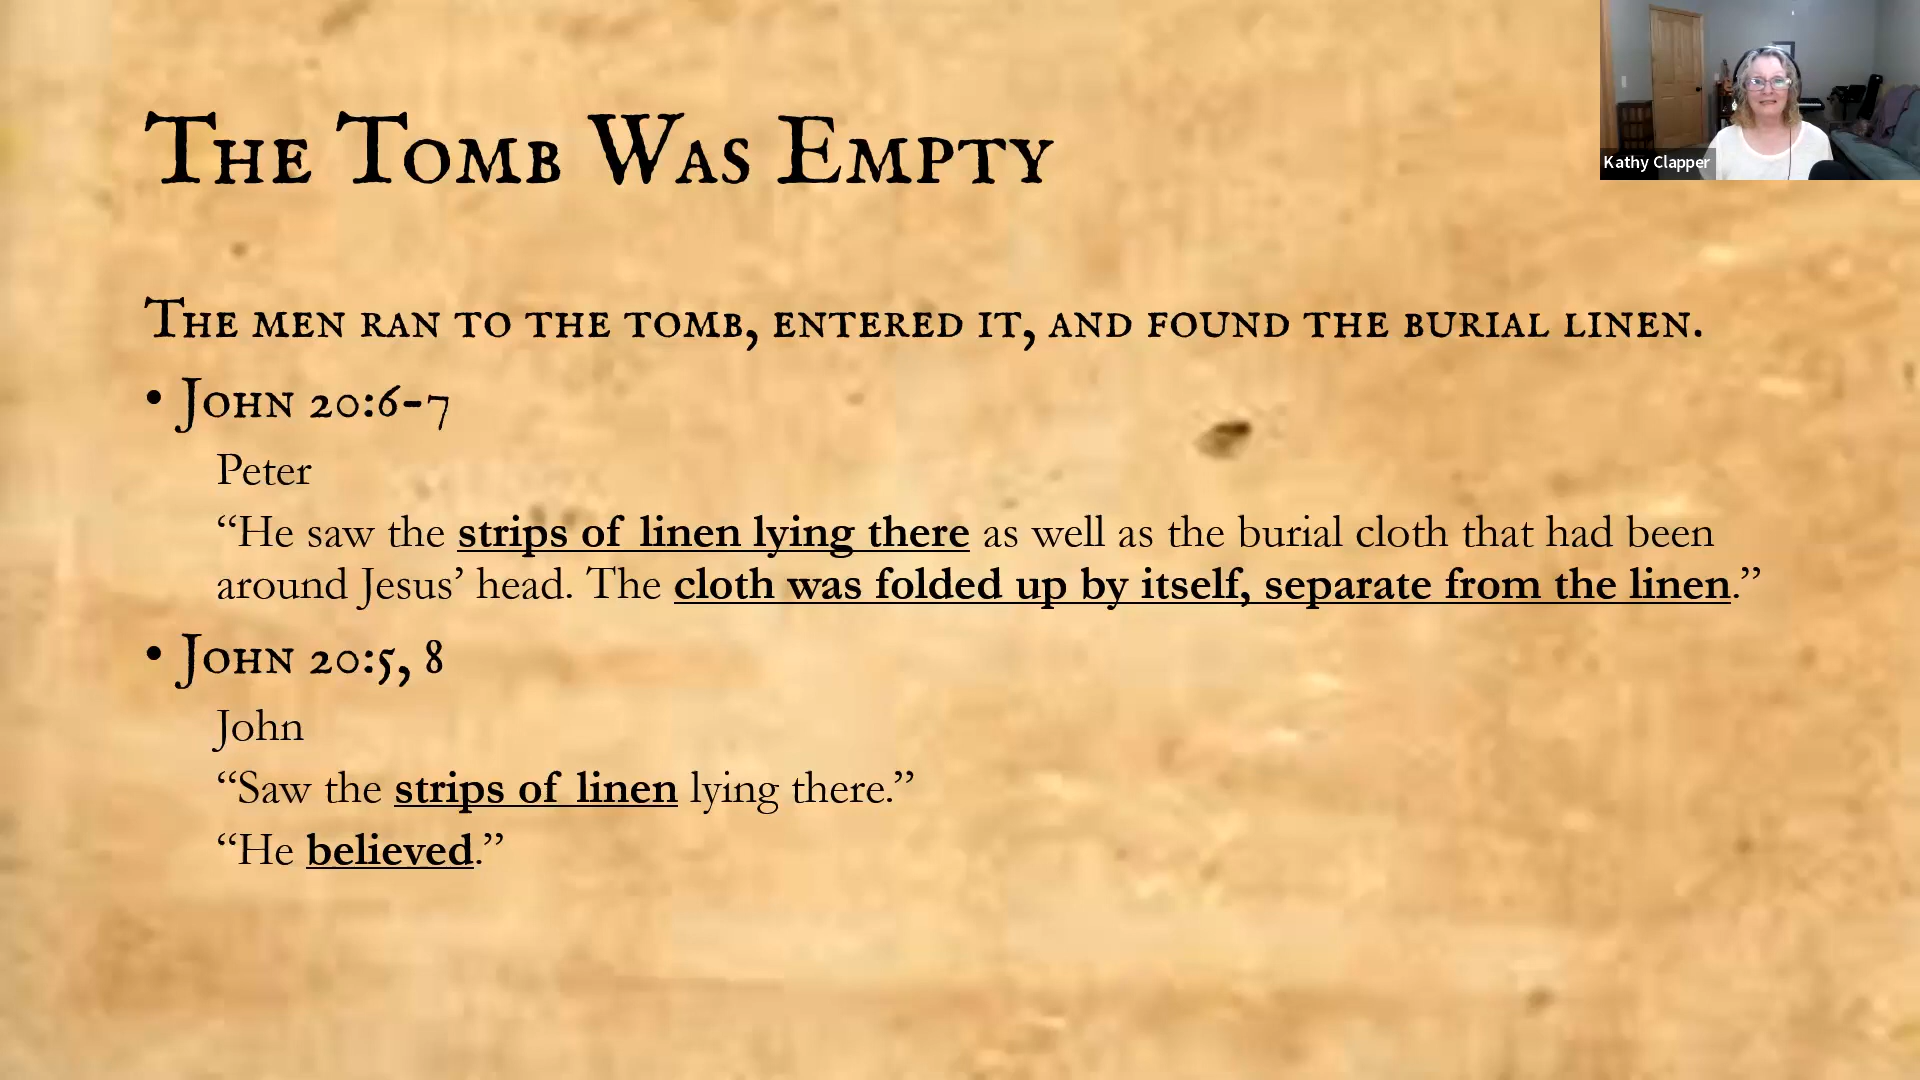 The Tomb Was Empty
Kathy Clapper
The men ran to the tomb, entered it, and found the burial linen.
• John 20:6-7
Peter
“He saw the strips of linen lying there as well as the burial cloth that had been
around Jesus’ head. The cloth was folded up by itself, separate from the linen.”
• John 20:5, 8
John
“Saw the strips of linen lying there.”
“He believed.”